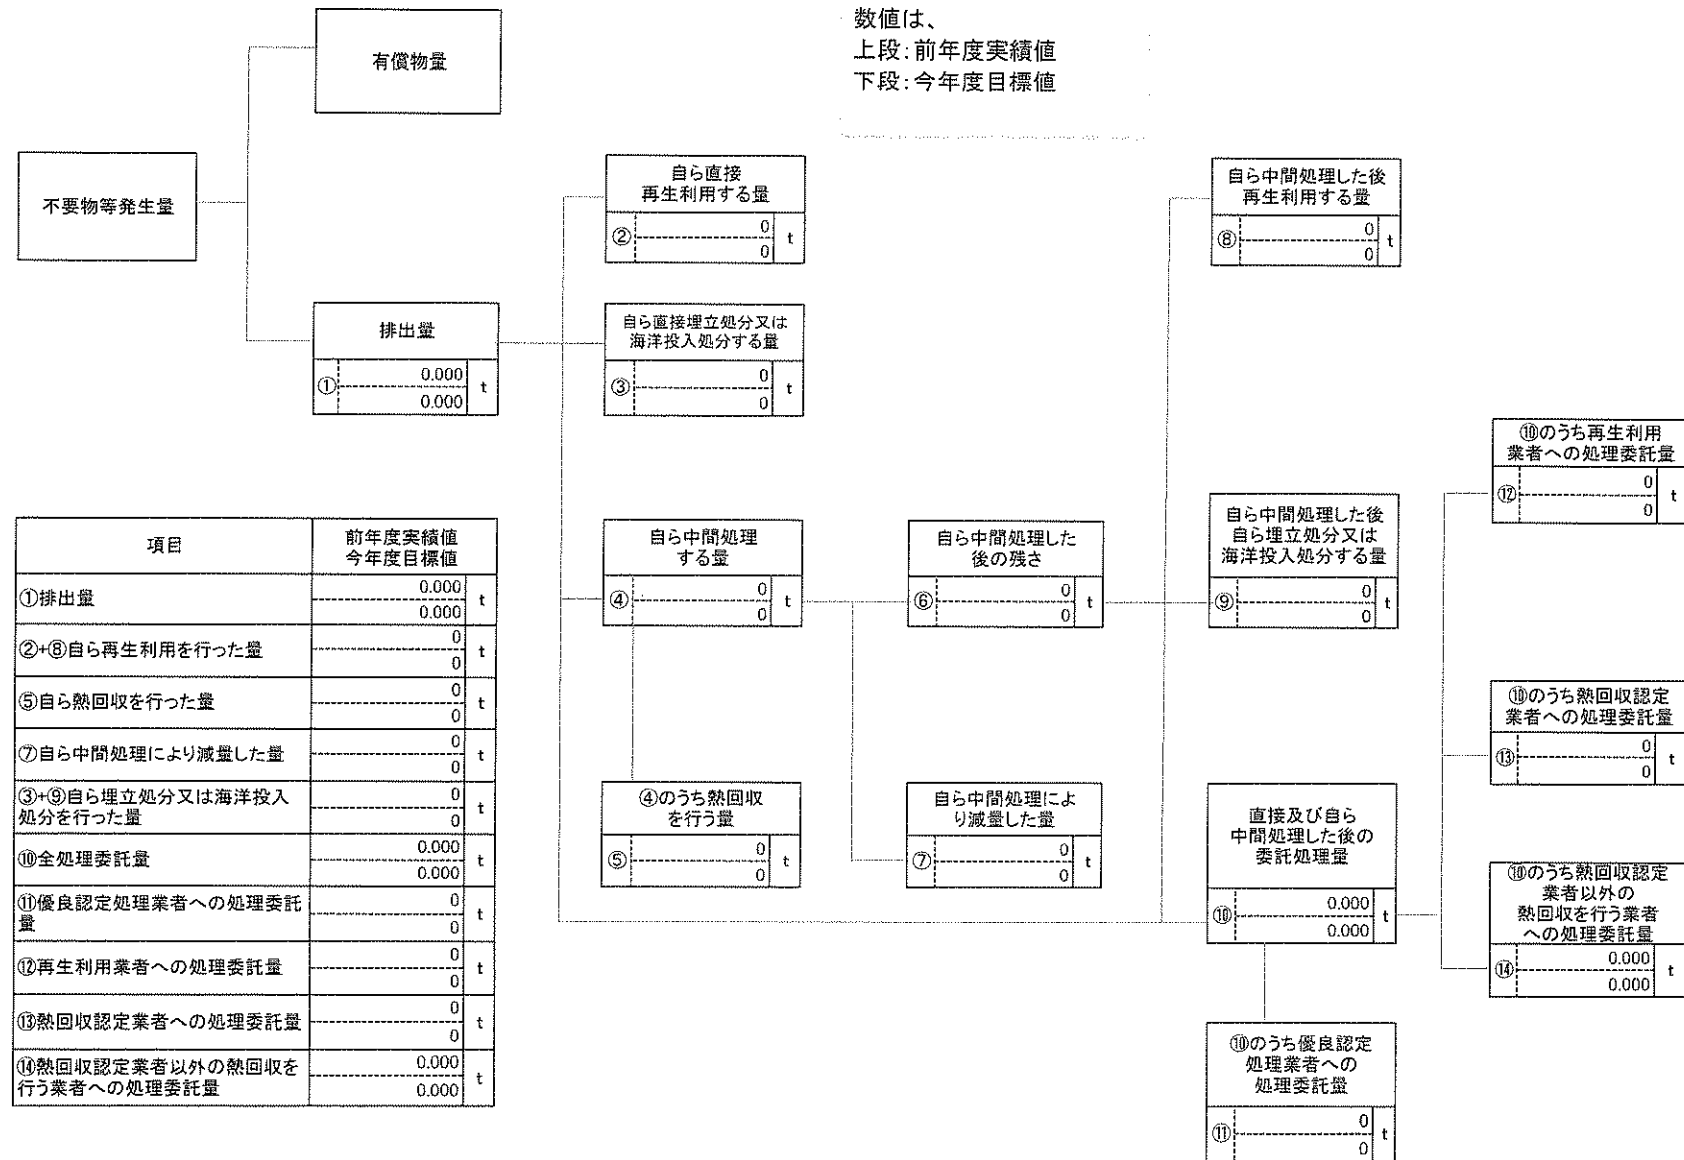 数値は、
上段:前年度実績値
下段:今年度目標値
有償物量
不要物等発生量
排出量
① 0.000 t
0.000
自ら直接
再生利用する量
② 0 t
0
自ら直接埋立処分又は
海洋投入処分する量
③ 0 t
0
自ら中間処理
する量
④ 0 t
0
④のうち熱回収
を行う量
⑤ 0 t
0
自ら中間処理した
後の残さ
⑥ 0 t
0
自ら中間処理によ
り減量した量
⑦ 0 t
0
自ら中間処理した後
再生利用する量
⑧ 0 t
0
自ら中間処理した後
自ら埋立処分又は
海洋投入処分する量
⑨ 0 t
0
直接及び自ら
中間処理した後の
委託処理量
⑩ 0.000 t
0.000
⑩のうち優良認定
処理業者への
処理委託量
⑪ 0 t
0
⑩のうち再生利用
業者への処理委託量
⑫ 0 t
0
⑩のうち熱回収認定
業者への処理委託量
⑬ 0 t
0
⑩のうち熱回収認定
業者以外の
熱回収を行う業者
への処理委託量
⑭ 0.000 t
0.000
項目 前年度実績値
今年度目標値
①排出量 0.000 t
0.000
②+⑧自ら再生利用を行った量 0 t
0
⑤自ら熱回収を行った量 0 t
0
⑦自ら中間処理により減量した量 0 t
0
③+⑨自ら埋立処分又は海洋投入 0 t
処分を行った量 0
⑩全処理委託量 0.000 t
0.000
⑪優良認定処理業者への処理委託 0 t
量 0
⑫再生利用業者への処理委託量 0 t
0
⑬熱回収認定業者への処理委託量 0 t
0
⑭熱回収認定業者以外の熱回収を 0.000 t
行う業者への処理委託量 0.000